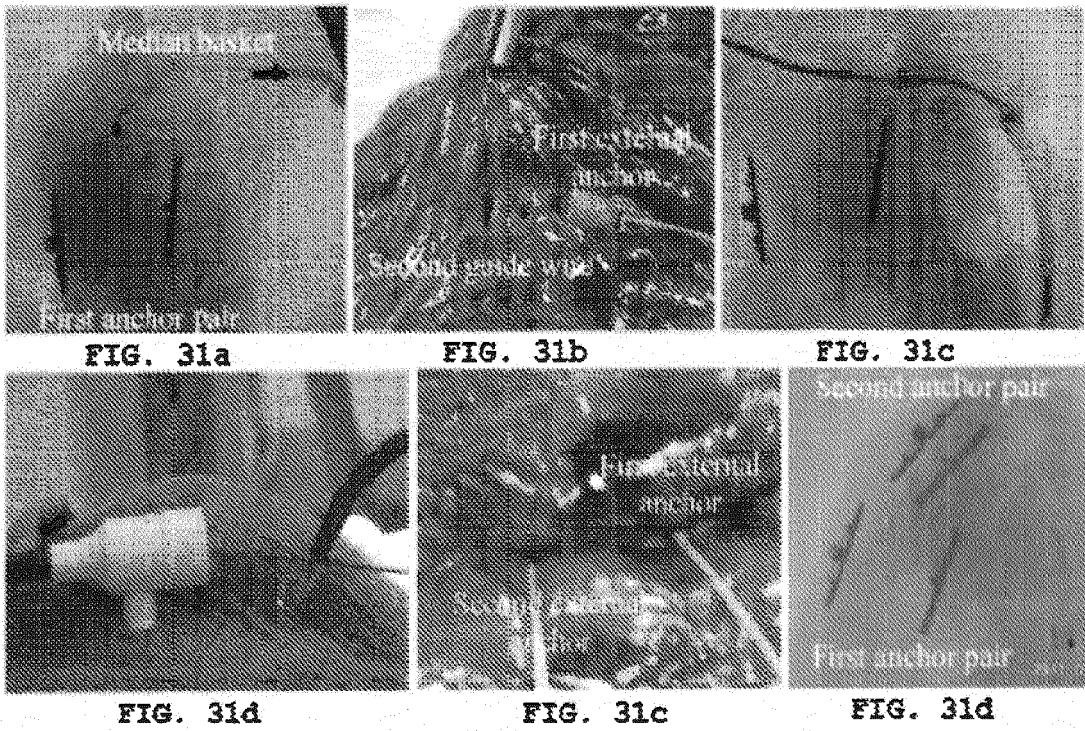 Median basket
First anchor pair
First external
anchor
Second guide wire
FIG. 31a
FIG. 31b
FIG. 31c
First external
anchor
Second external
anchor
Second anchor pair
First anchor pair
FIG. 31d
FIG. 31c
FIG. 31d